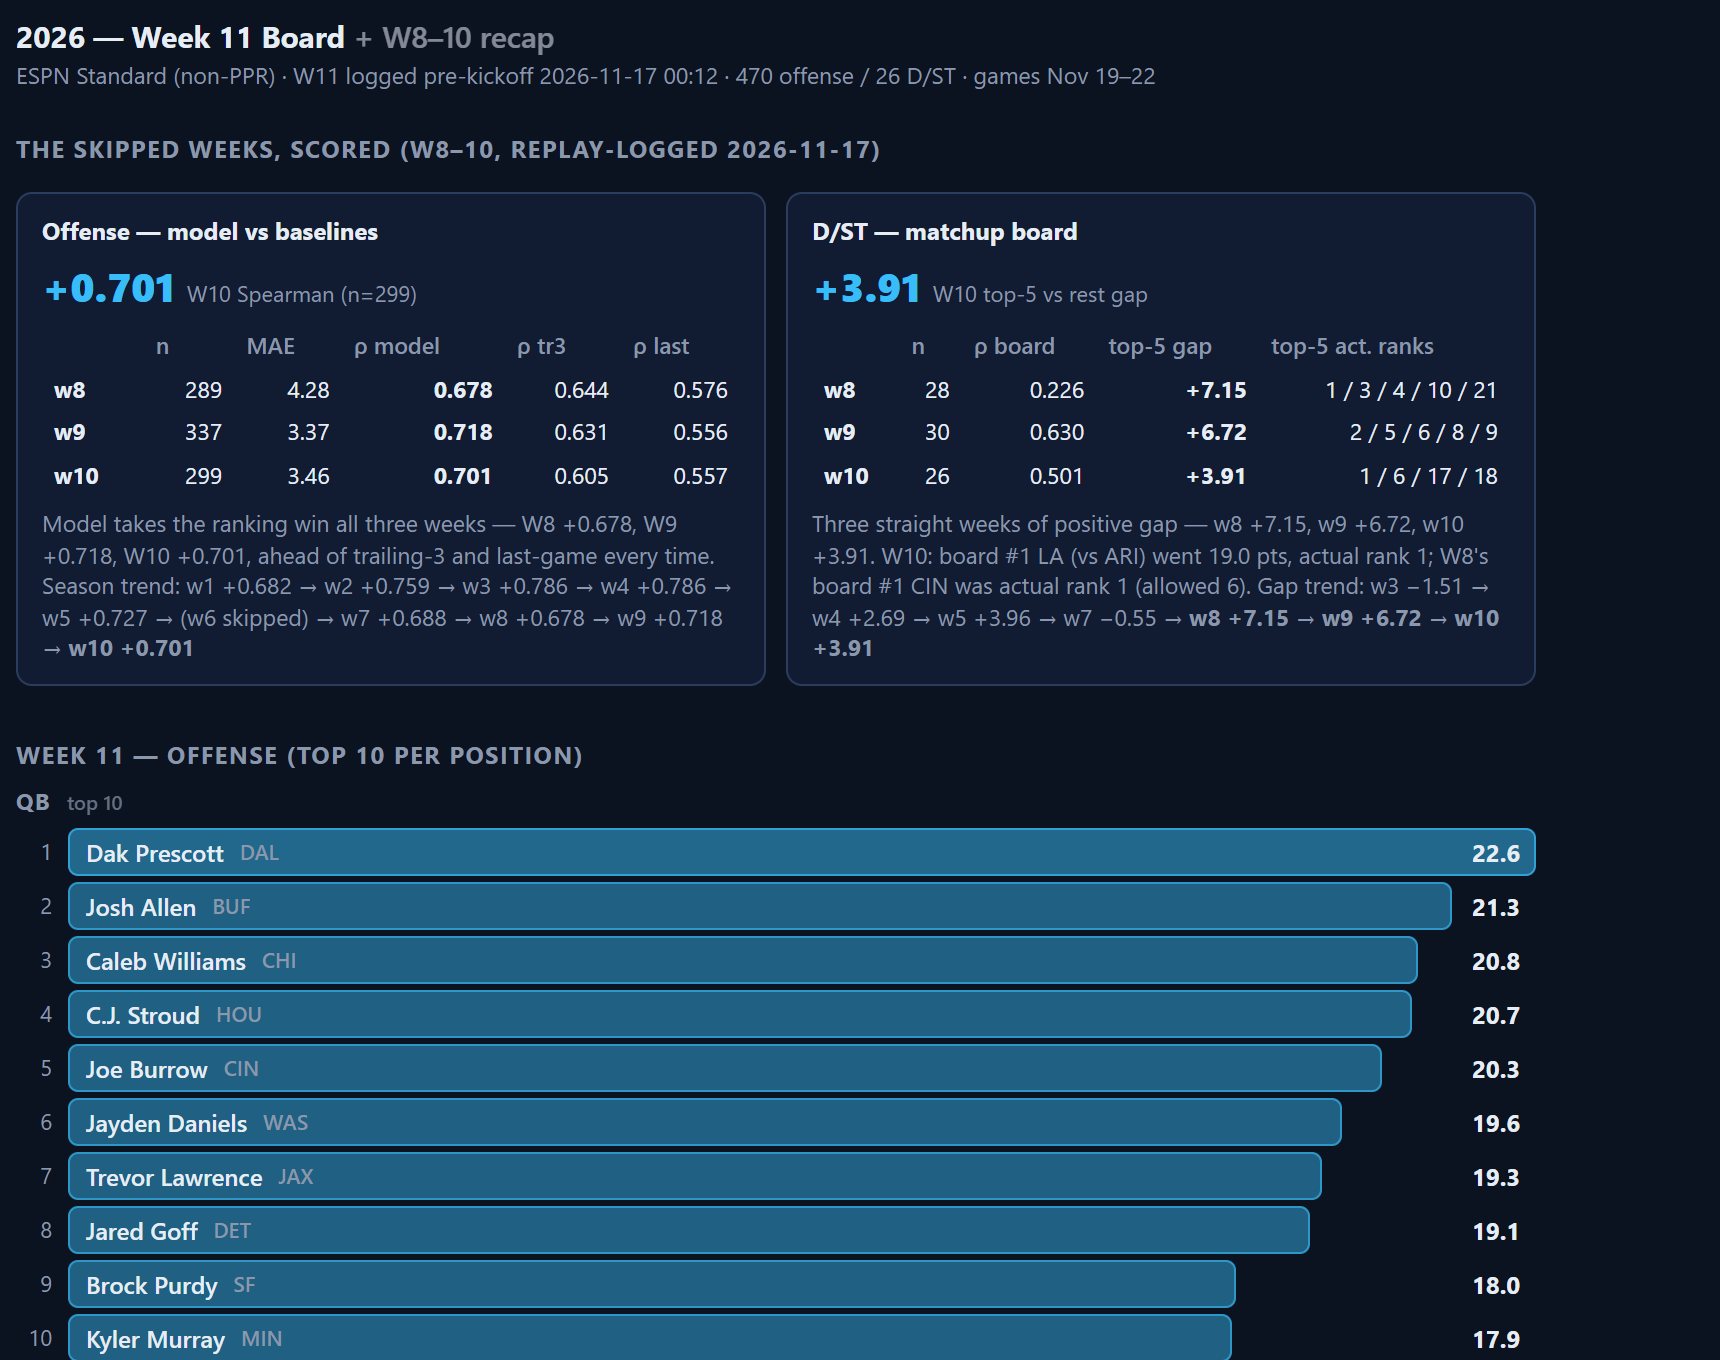 2026 — Week 11 Board + W8–10 recap
ESPN Standard (non-PPR) · W11 logged pre-kickoff 2026-11-17 00:12 · 470 offense / 26 D/ST · games Nov 19–22
THE SKIPPED WEEKS, SCORED (W8–10, REPLAY-LOGGED 2026-11-17)
Offense — model vs baselines
+0.701 W10 Spearman (n=299)
n MAE ρ model ρ tr3 ρ last
w8 289 4.28 0.678 0.644 0.576
w9 337 3.37 0.718 0.631 0.556
w10 299 3.46 0.701 0.605 0.557
Model takes the ranking win all three weeks — W8 +0.678, W9
+0.718, W10 +0.701, ahead of trailing-3 and last-game every time.
Season trend: w1 +0.682 → w2 +0.759 → w3 +0.786 → w4 +0.786 →
w5 +0.727 → (w6 skipped) → w7 +0.688 → w8 +0.678 → w9 +0.718
→ w10 +0.701
D/ST — matchup board
+3.91 W10 top-5 vs rest gap
n ρ board top-5 gap top-5 act. ranks
w8 28 0.226 +7.15 1 / 3 / 4 / 10 / 21
w9 30 0.630 +6.72 2 / 5 / 6 / 8 / 9
w10 26 0.501 +3.91 1 / 6 / 17 / 18
Three straight weeks of positive gap — w8 +7.15, w9 +6.72, w10
+3.91. W10: board #1 LA (vs ARI) went 19.0 pts, actual rank 1; W8's
board #1 CIN was actual rank 1 (allowed 6). Gap trend: w3 −1.51 →
w4 +2.69 → w5 +3.96 → w7 −0.55 → w8 +7.15 → w9 +6.72 → w10
+3.91
WEEK 11 — OFFENSE (TOP 10 PER POSITION)
QB top 10
1 Dak Prescott DAL 22.6
2 Josh Allen BUF 21.3
3 Caleb Williams CHI 20.8
4 C.J. Stroud HOU 20.7
5 Joe Burrow CIN 20.3
6 Jayden Daniels WAS 19.6
7 Trevor Lawrence JAX 19.3
8 Jared Goff DET 19.1
9 Brock Purdy SF 18.0
10 Kyler Murray MIN 17.9